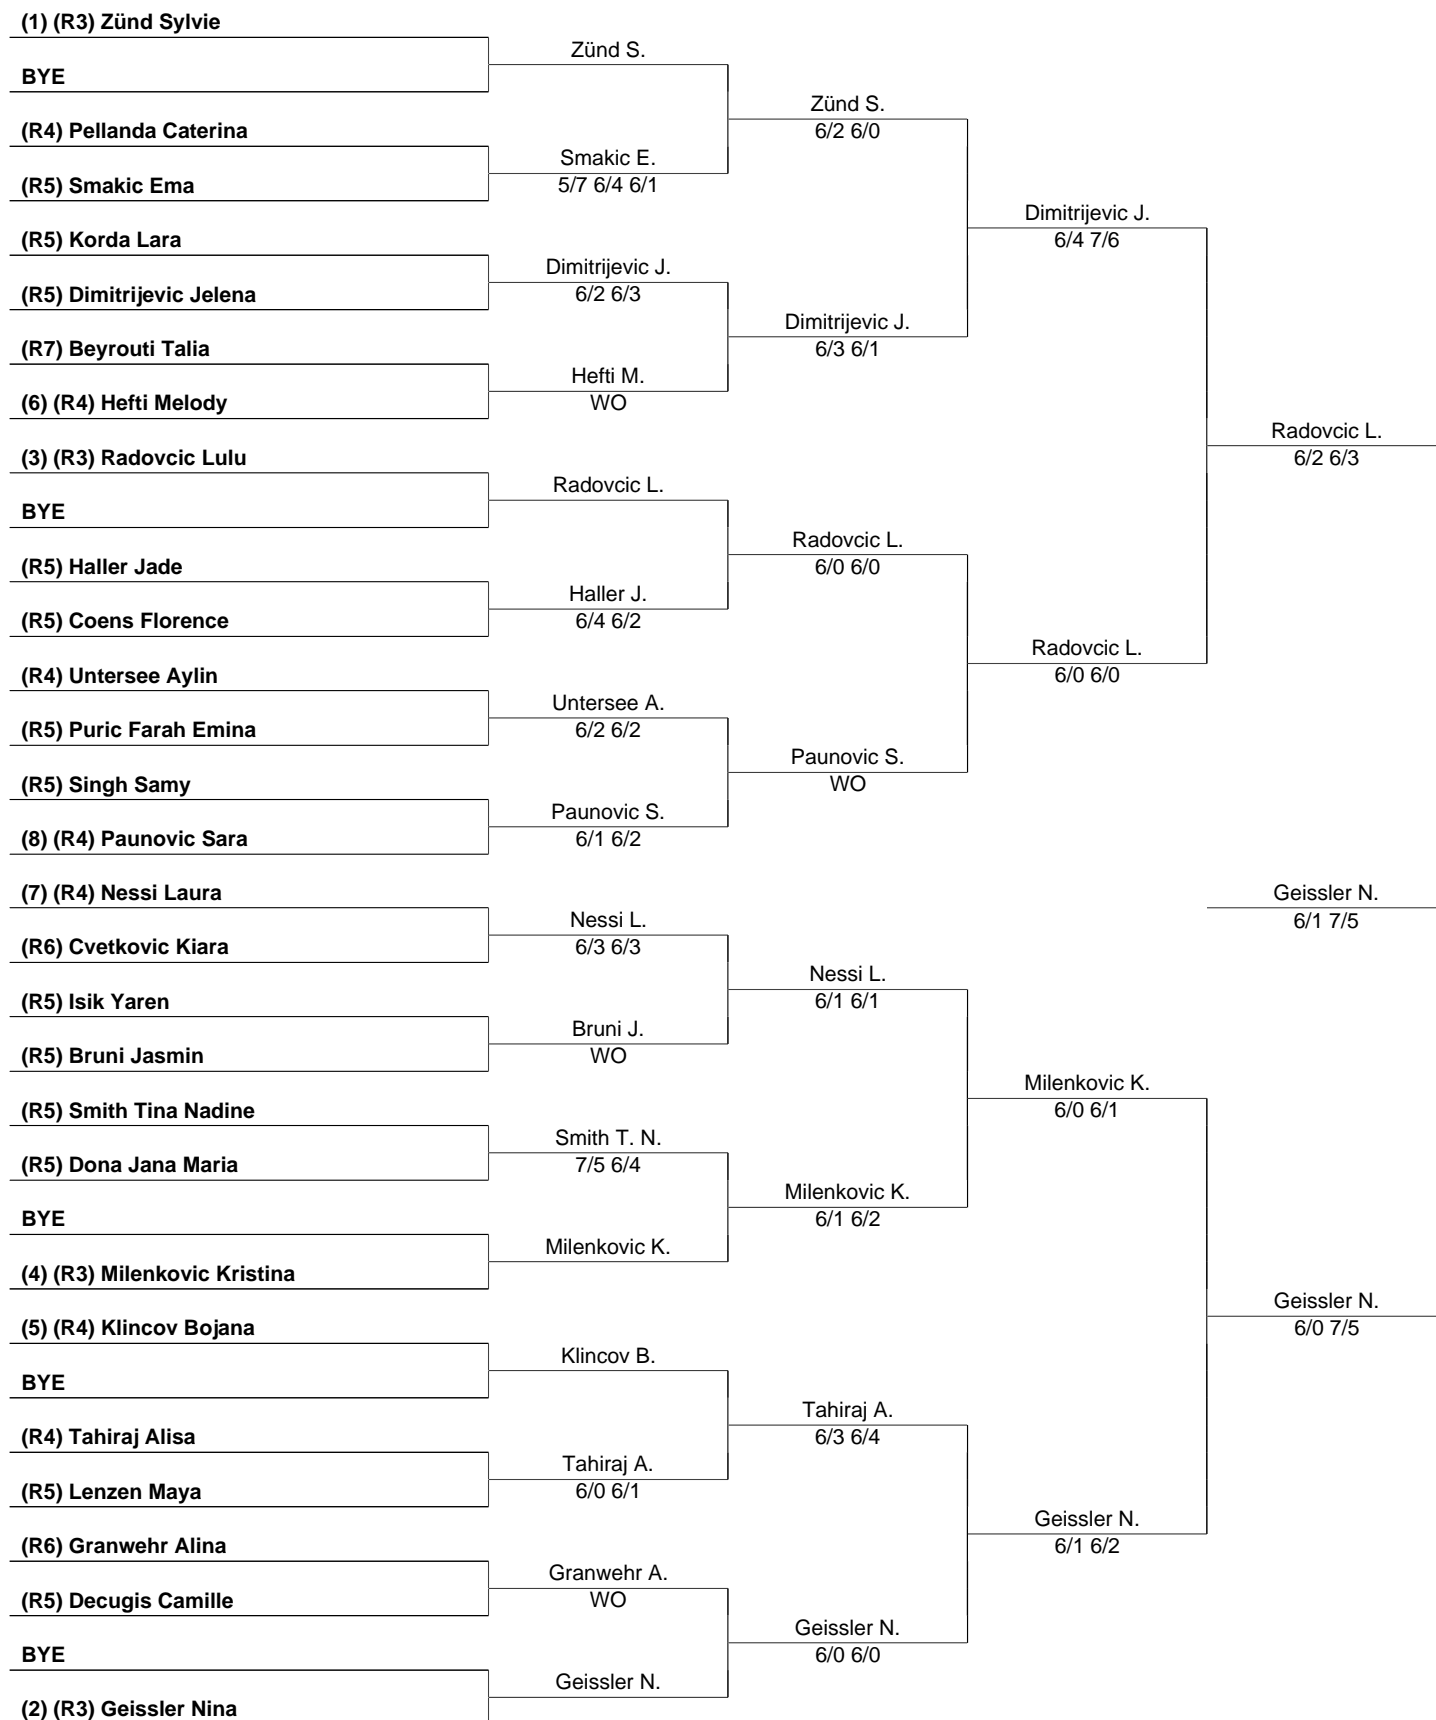 (1) (R3) Zünd Sylvie
BYE
(R4) Pellanda Caterina
(R5) Smakic Ema
(R5) Korda Lara
(R5) Dimitrijevic Jelena
(R7) Beyrouti Talia
(6) (R4) Hefti Melody
(3) (R3) Radovcic Lulu
BYE
(R5) Haller Jade
(R5) Coens Florence
(R4) Untersee Aylin
(R5) Puric Farah Emina
(R5) Singh Samy
(8) (R4) Paunovic Sara
(7) (R4) Nessi Laura
(R6) Cvetkovic Kiara
(R5) Isik Yaren
(R5) Bruni Jasmin
(R5) Smith Tina Nadine
(R5) Dona Jana Maria
BYE
(4) (R3) Milenkovic Kristina
(5) (R4) Klincov Bojana
BYE
(R4) Tahiraj Alisa
(R5) Lenzen Maya
(R6) Granwehr Alina
(R5) Decugis Camille
BYE
(2) (R3) Geissler Nina
Zünd S.
Smakic E.
5/7 6/4 6/1
Dimitrijevic J.
6/2 6/3
Hefti M.
WO
Radovcic L.
Haller J.
6/4 6/2
Untersee A.
6/2 6/2
Paunovic S.
6/1 6/2
Nessi L.
6/3 6/3
Bruni J.
WO
Smith T. N.
7/5 6/4
Milenkovic K.
Klincov B.
Tahiraj A.
6/0 6/1
Granwehr A.
WO
Geissler N.
Zünd S.
6/2 6/0
Dimitrijevic J.
6/3 6/1
Radovcic L.
6/0 6/0
Paunovic S.
WO
Nessi L.
6/1 6/1
Milenkovic K.
6/1 6/2
Tahiraj A.
6/3 6/4
Geissler N.
6/0 6/0
Dimitrijevic J.
6/4 7/6
Radovcic L.
6/0 6/0
Milenkovic K.
6/0 6/1
Geissler N.
6/1 6/2
Radovcic L.
6/2 6/3
Geissler N.
6/1 7/5
Geissler N.
6/0 7/5